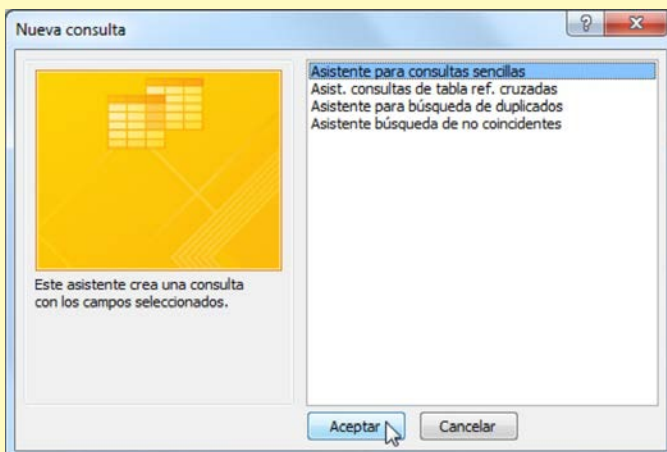 Nueva consulta
Asistente para consultas sencillas
Asist. consultas de tabla ref. cruzadas
Asistente para búsqueda de duplicados
Asistente búsqueda de no coincidentes
Este asistente crea una consulta
con los campos seleccionados.
Aceptar
Cancelar